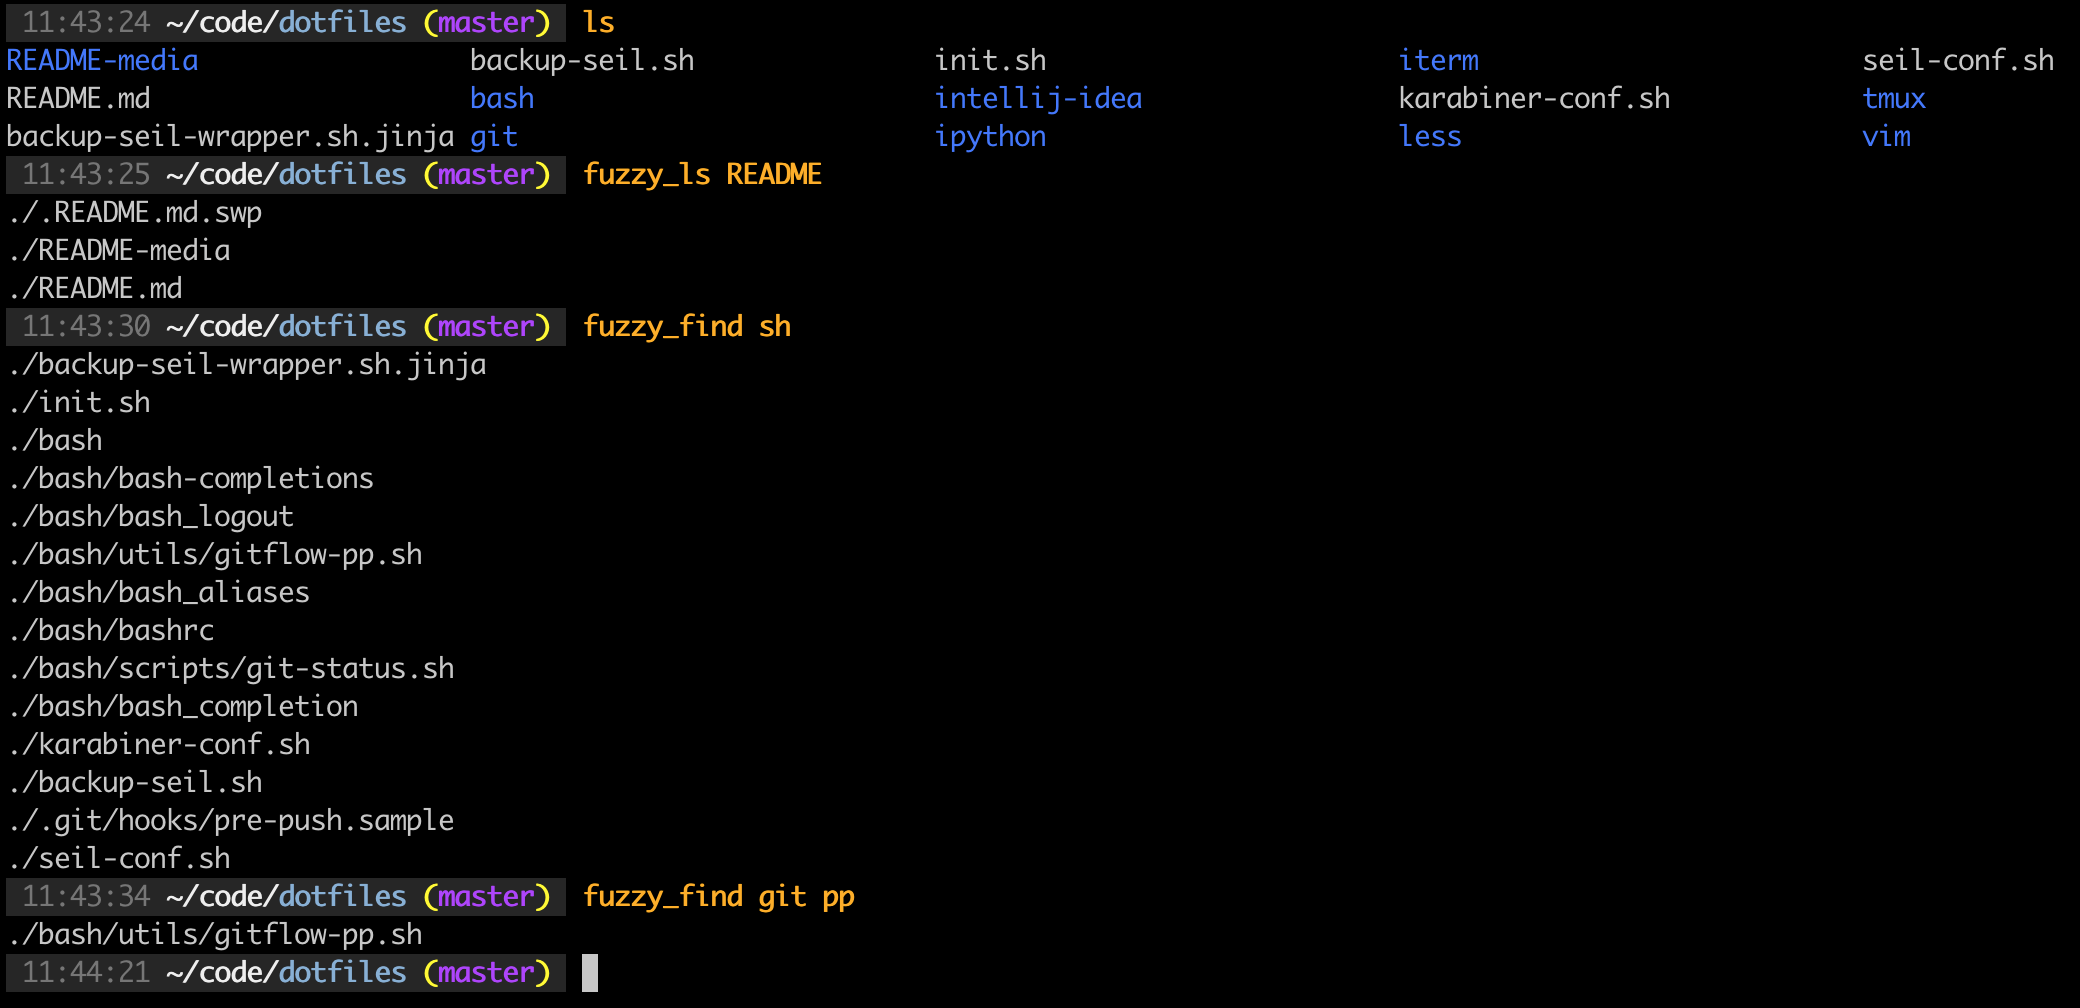 11:43:24 ~/code/dotfiles (master) ls
README-media backup-seil.sh init.sh iterm seil-conf.sh
README.md bash intellij-idea karabiner-conf.sh tmux
backup-seil-wrapper.sh.jinja git ipython less vim
11:43:25 ~/code/dotfiles (master) fuzzy_ls README
./.README.md.swp
./README-media
./README.md
11:43:30 ~/code/dotfiles (master) fuzzy_find sh
./backup-seil-wrapper.sh.jinja
./init.sh
./bash
./bash/bash-completions
./bash/bash_logout
./bash/utils/gitflow-pp.sh
./bash/bash_aliases
./bash/bashrc
./bash/scripts/git-status.sh
./bash/bash_completion
./karabiner-conf.sh
./backup-seil.sh
./.git/hooks/pre-push.sample
./seil-conf.sh
11:43:34 ~/code/dotfiles (master) fuzzy_find git pp
./bash/utils/gitflow-pp.sh
11:44:21 ~/code/dotfiles (master)